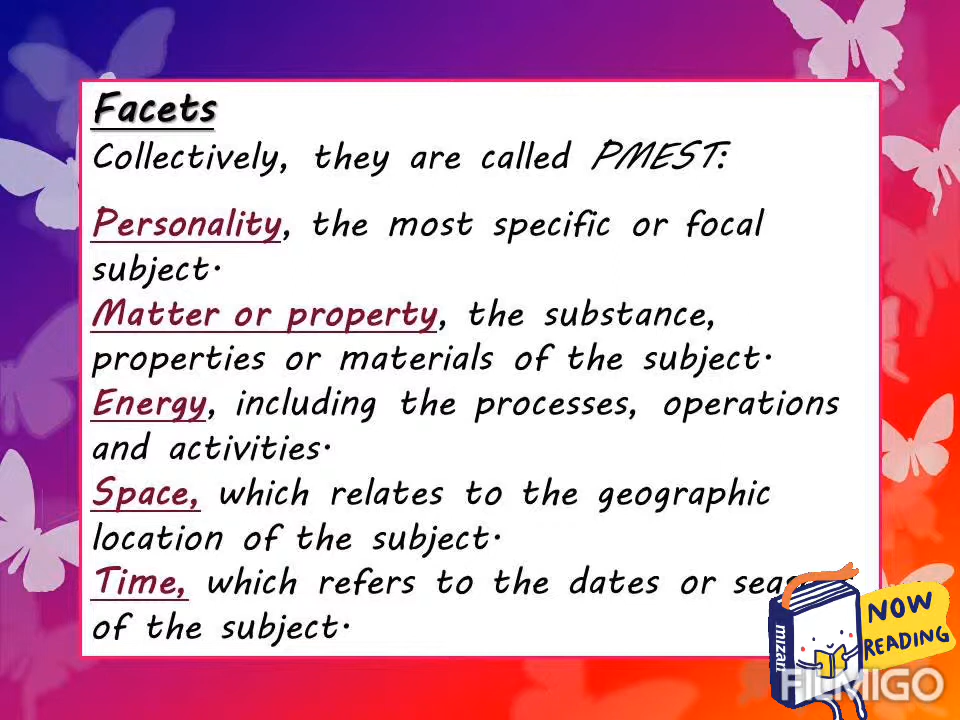 Facets
Collectively, they are called PMEST:
Personality, the most specific or focal
subject.
Matter or property, the substance,
properties or materials of the subject.
Energy, including the processes, operations
and activities.
Space, which relates to the geographic
location of the subject.
Time, which refers to the dates or
of the subject.
NOW
READING
mizan
FILMIGO